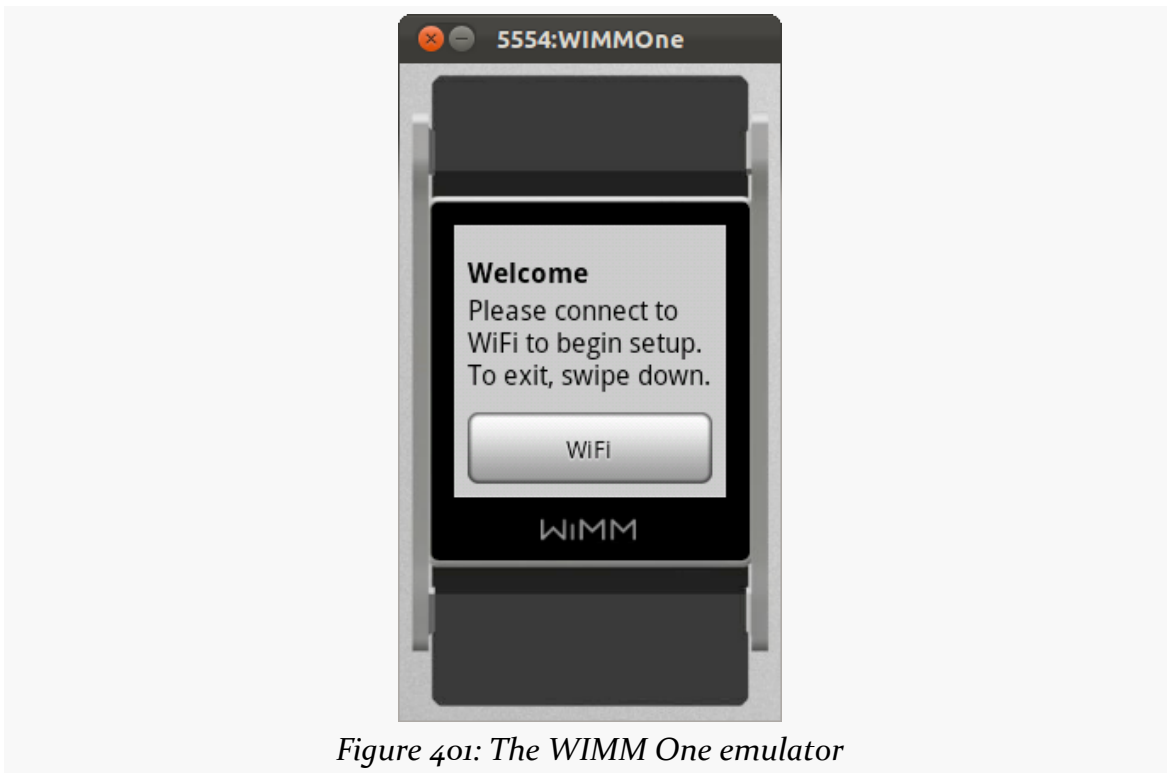 5554:WIMMOne
Welcome
Please connect to
WiFi to begin setup.
To exit, swipe down.
WiFi
WIMM
Figure 401: The WIMM One emulator